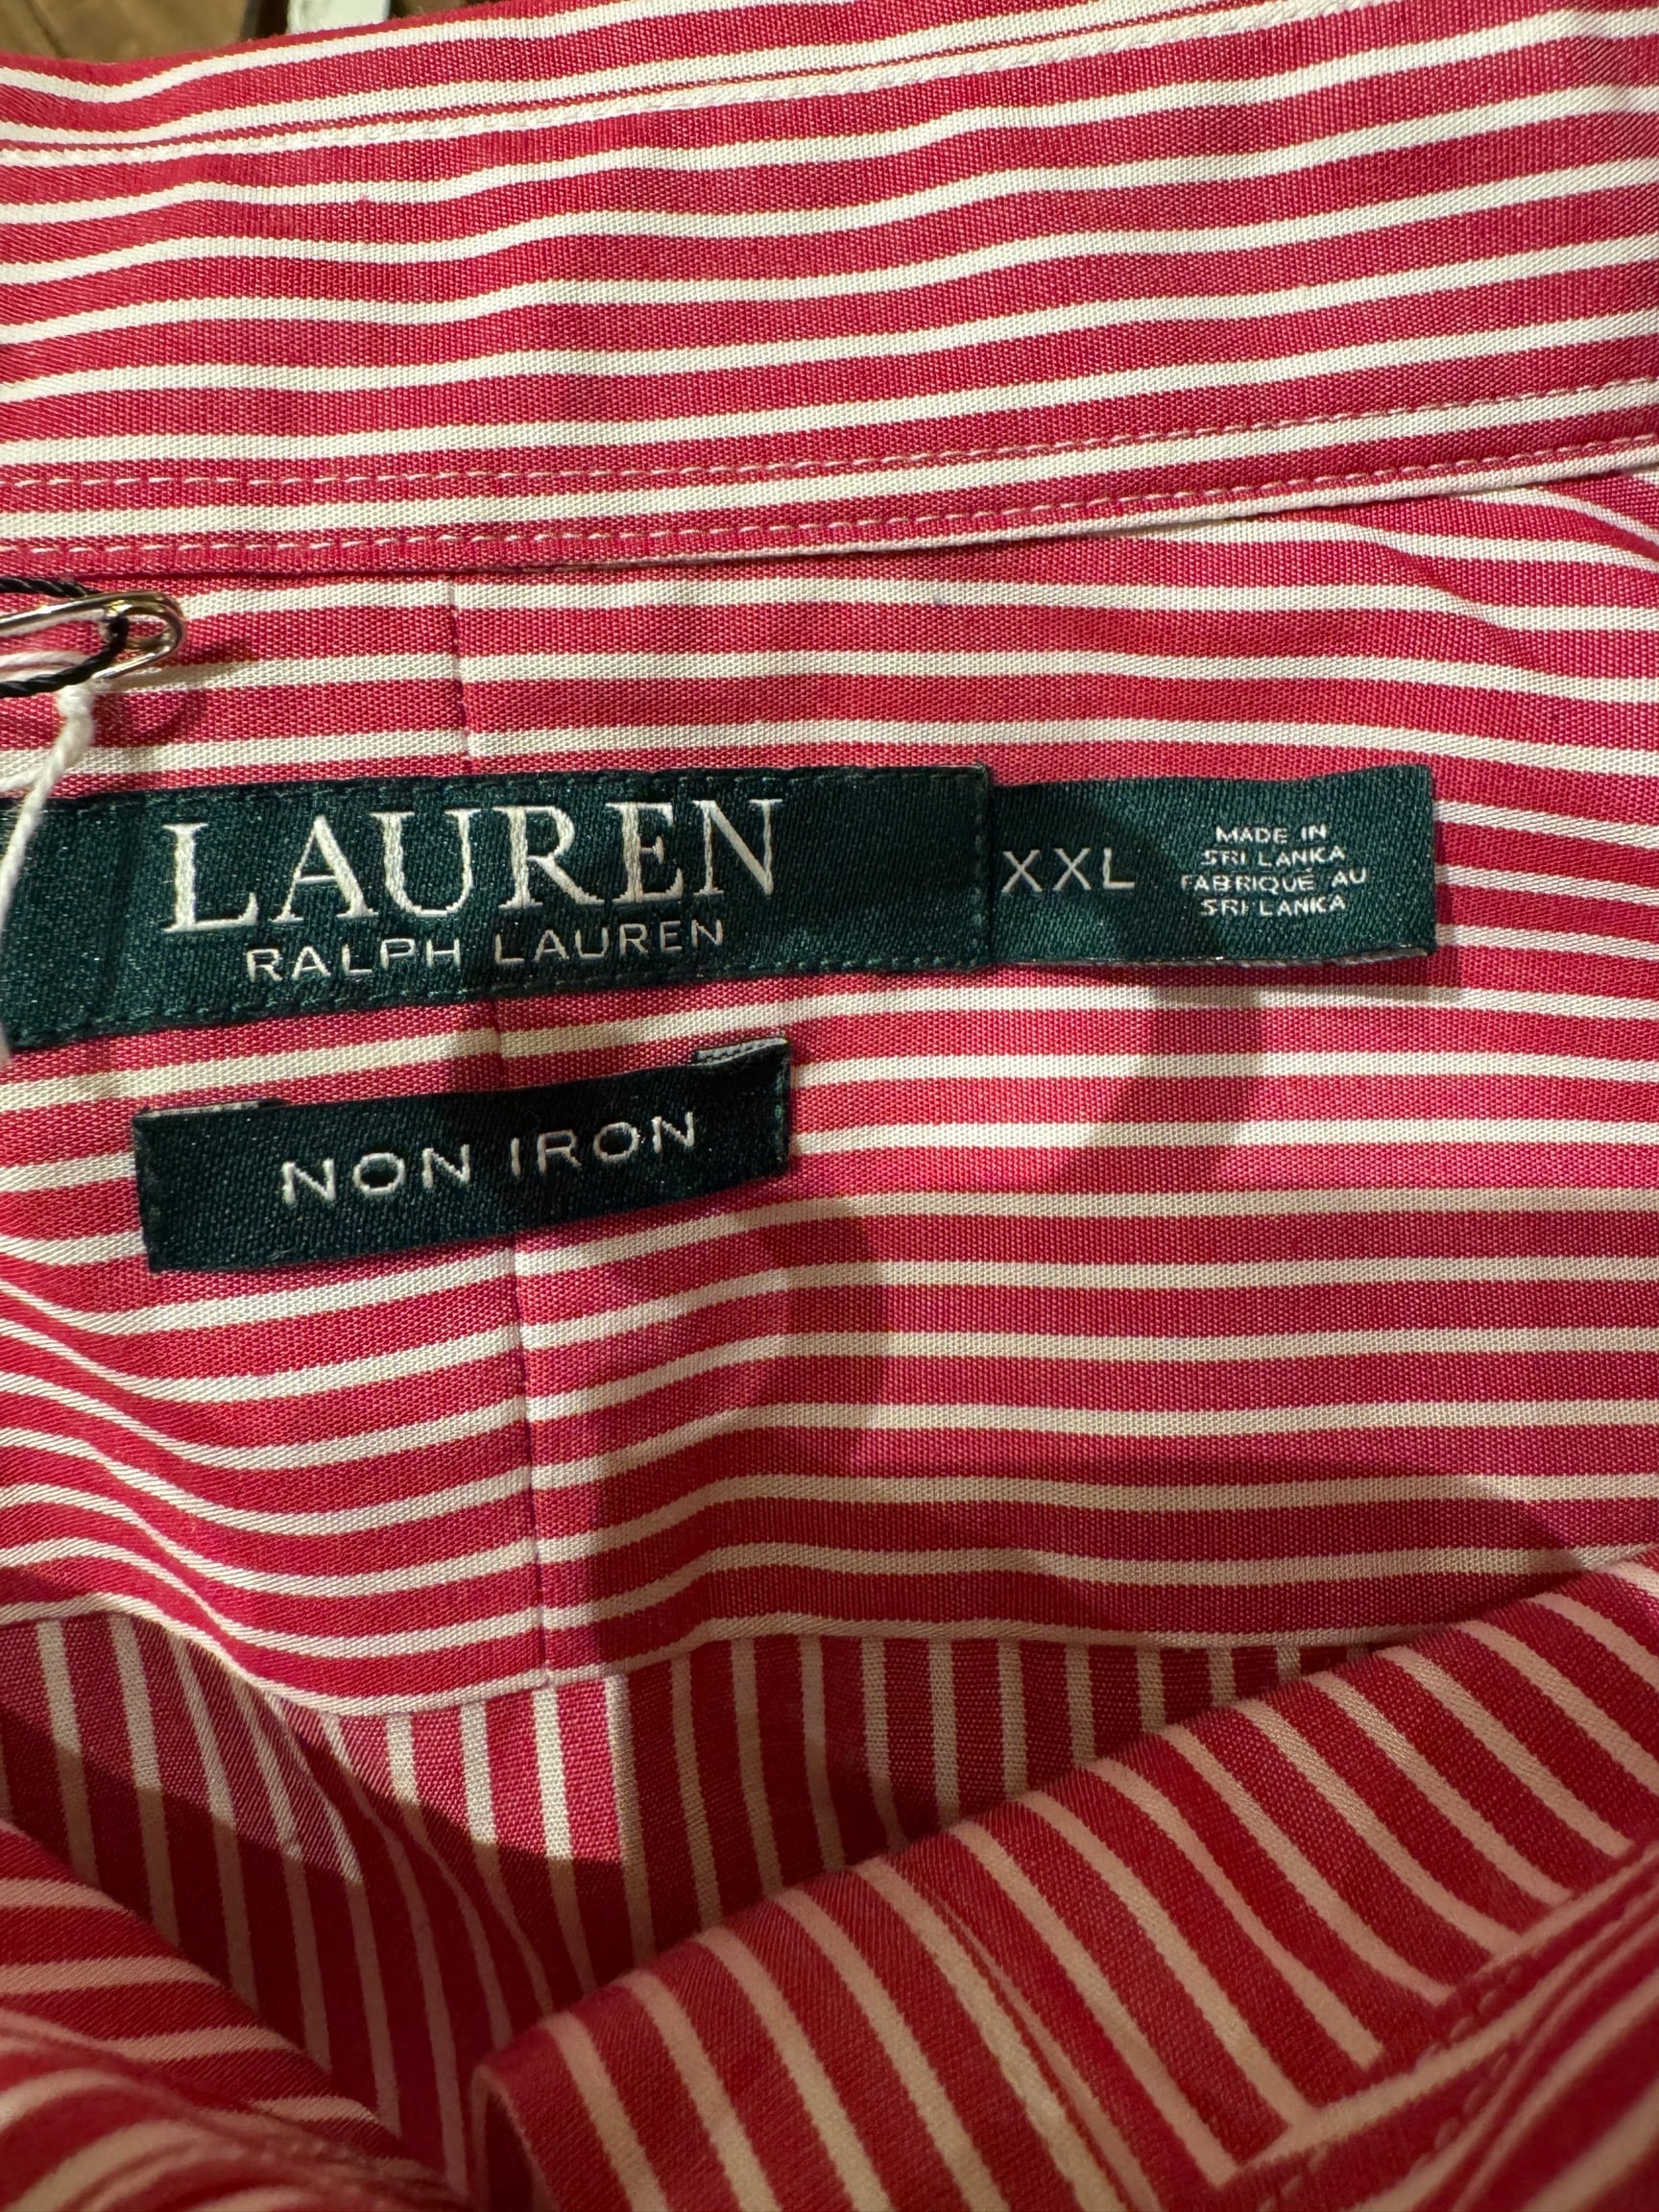 LAUREN
RALPH LAUREN
XXL
MADE IN
SRI LANKA
FABRIQUÉ AU
SRI LANKA
NON IRON